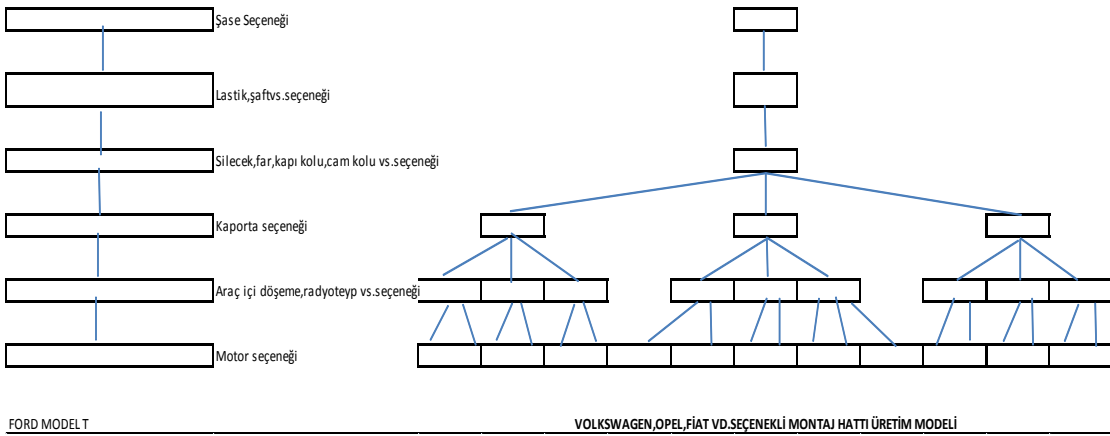 Şase Seçeneği
Lastik,şaftvs.seçeneği
Silecek,far,kapı kolu,cam kolu vs.seçeneği
Kaporta seçeneği
Araç içi döşeme,radyoteyp vs.seçeneği
Motor seçeneği
FORD MODEL T
VOLKSWAGEN,OPEL,FİAT VD.SEÇENEKLİ MONTAJ HATTI ÜRETİM MODELİ